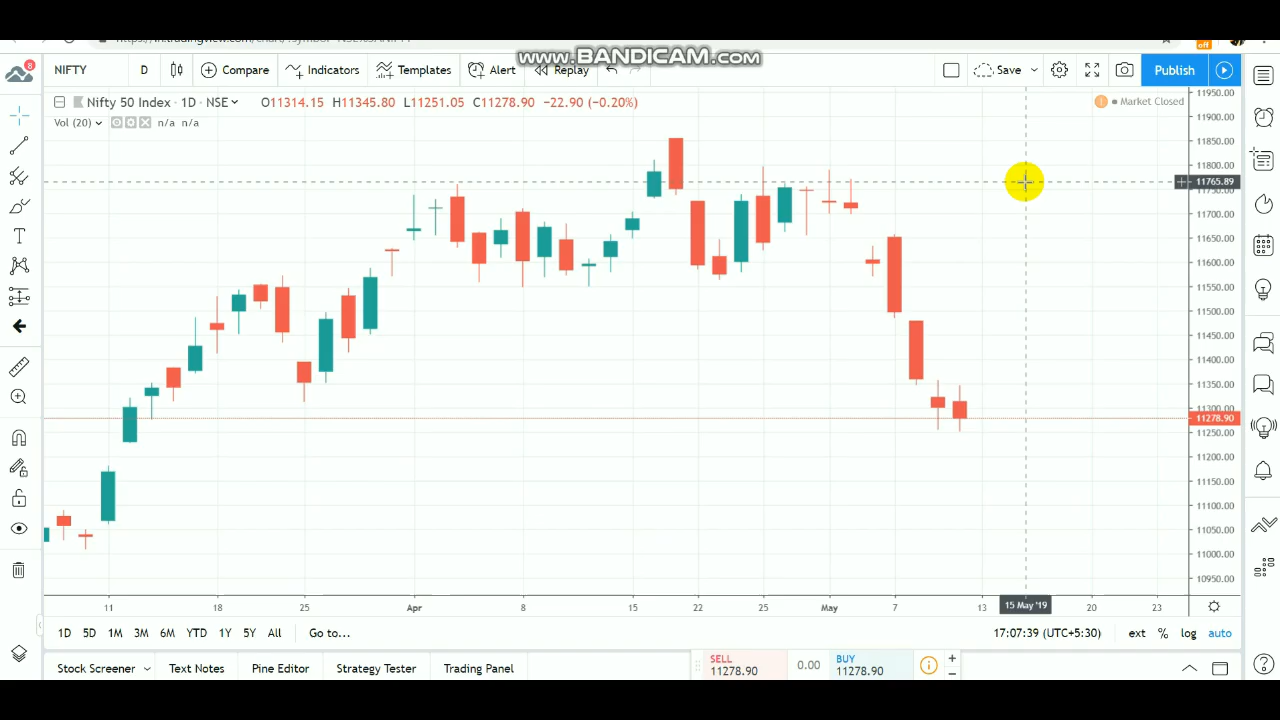 www.BANDICAM.com
8
NIFTY D Compare Indicators Templates Alert Replay Save Publish
off
Nifty 50 Index · 1D · NSE O11314.15 H11345.80 L11251.05 C11278.90 −22.90 (−0.20%)
Market Closed
Vol (20) n/a n/a
11950.00
11900.00
11850.00
11800.00
11765.89
11750.00
11700.00
11650.00
11600.00
11550.00
11500.00
11450.00
11400.00
11350.00
11300.00
11278.90
11250.00
11200.00
11150.00
11100.00
11050.00
11000.00
10950.00
11 18 25 Apr 8 15 22 25 May 7 13 15 May '19 20 23
1D 5D 1M 3M 6M YTD 1Y 5Y All Go to... 17:07:39 (UTC+5:30) ext % log auto
Stock Screener Text Notes Pine Editor Strategy Tester Trading Panel
SELL
11278.90
0.00
BUY
11278.90